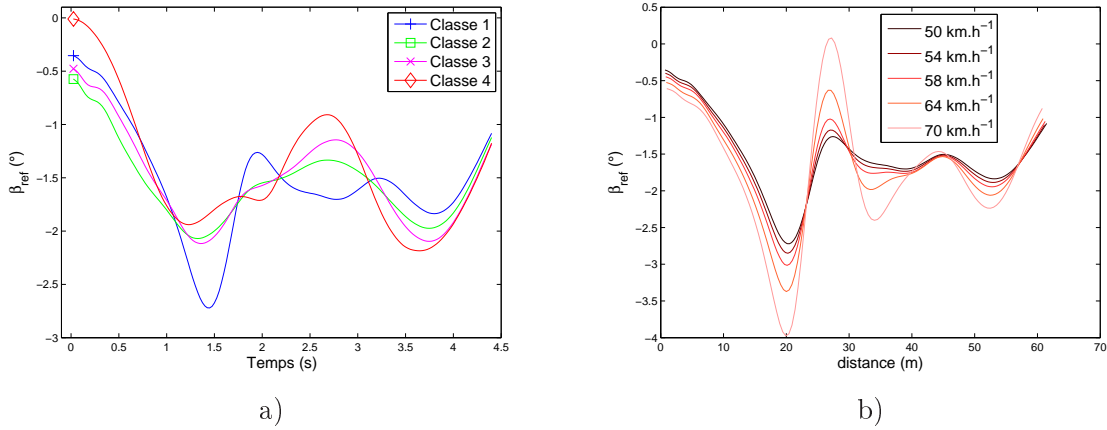 0
−0.5
−1
−1.5
−2
−2.5
−3
0
0.5
1
1.5
2
2.5
3
3.5
4
4.5
β_ref (°)
Temps (s)
Classe 1
Classe 2
Classe 3
Classe 4
a)
0.5
0
−0.5
−1
−1.5
−2
−2.5
−3
−3.5
−4
0
10
20
30
40
50
60
70
β_ref (°)
distance (m)
50 km.h⁻¹
54 km.h⁻¹
58 km.h⁻¹
64 km.h⁻¹
70 km.h⁻¹
b)